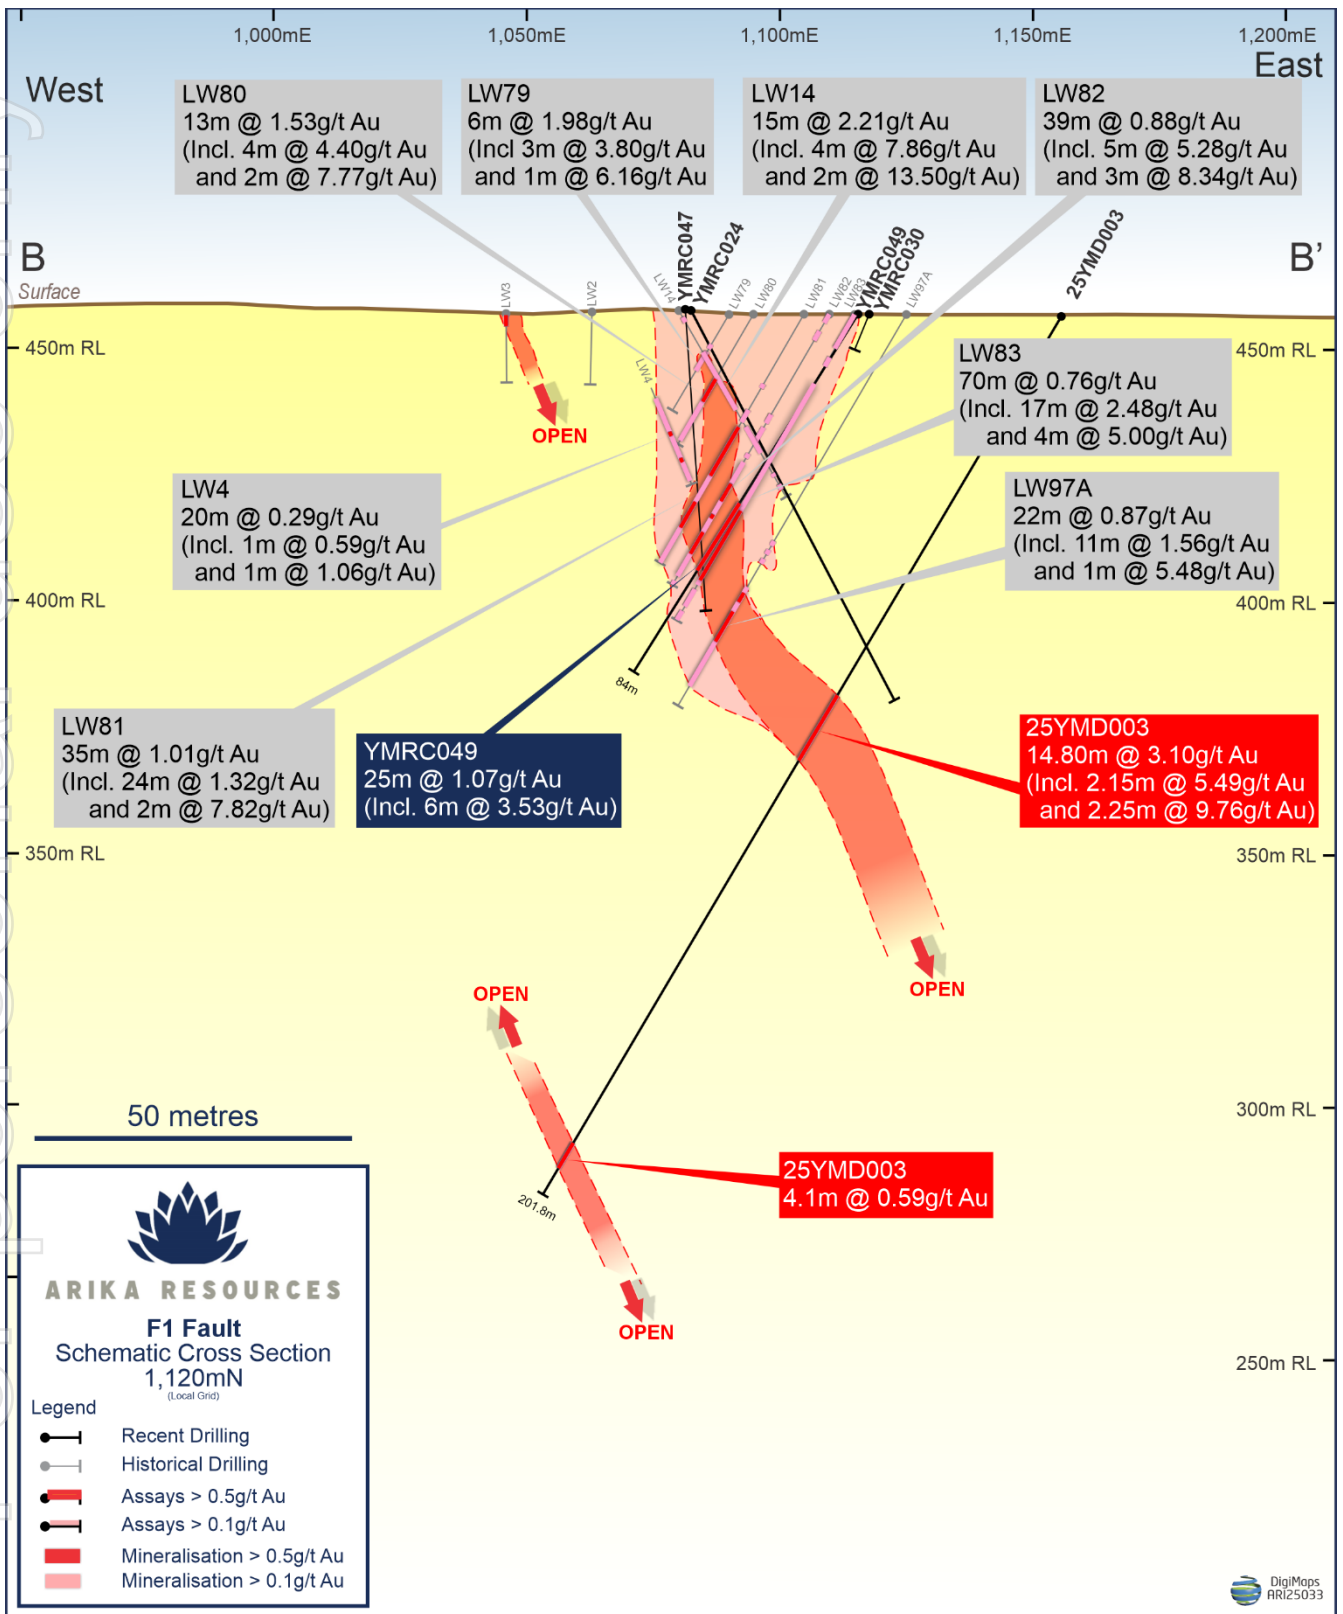 1,000mE
1,050mE
1,100mE
1,150mE
1,200mE
West
East
LW80
13m @ 1.53g/t Au
(Incl. 4m @ 4.40g/t Au
and 2m @ 7.77g/t Au)
LW79
6m @ 1.98g/t Au
(Incl 3m @ 3.80g/t Au
and 1m @ 6.16g/t Au
LW14
15m @ 2.21g/t Au
(Incl. 4m @ 7.86g/t Au
and 2m @ 13.50g/t Au)
LW82
39m @ 0.88g/t Au
(Incl. 5m @ 5.28g/t Au
and 3m @ 8.34g/t Au)
B
B'
Surface
LW3
LW2
LW14
YMRC047
YMRC024
LW79
LW80
LW81
LW82
LW83
YMRC049
YMRC030
LW97A
25YMD003
450m RL
450m RL
LW4
OPEN
LW83
70m @ 0.76g/t Au
(Incl. 17m @ 2.48g/t Au
and 4m @ 5.00g/t Au)
LW4
20m @ 0.29g/t Au
(Incl. 1m @ 0.59g/t Au
and 1m @ 1.06g/t Au)
LW97A
22m @ 0.87g/t Au
(Incl. 11m @ 1.56g/t Au
and 1m @ 5.48g/t Au)
400m RL
400m RL
84m
LW81
35m @ 1.01g/t Au
(Incl. 24m @ 1.32g/t Au
and 2m @ 7.82g/t Au)
YMRC049
25m @ 1.07g/t Au
(Incl. 6m @ 3.53g/t Au)
25YMD003
14.80m @ 3.10g/t Au
(Incl. 2.15m @ 5.49g/t Au
and 2.25m @ 9.76g/t Au)
350m RL
350m RL
OPEN
OPEN
50 metres
300m RL
25YMD003
4.1m @ 0.59g/t Au
201.8m
OPEN
250m RL
ARIKA RESOURCES
F1 Fault
Schematic Cross Section
1,120mN
(Local Grid)
Legend
Recent Drilling
Historical Drilling
Assays > 0.5g/t Au
Assays > 0.1g/t Au
Mineralisation > 0.5g/t Au
Mineralisation > 0.1g/t Au
DigiMaps
ARI25033